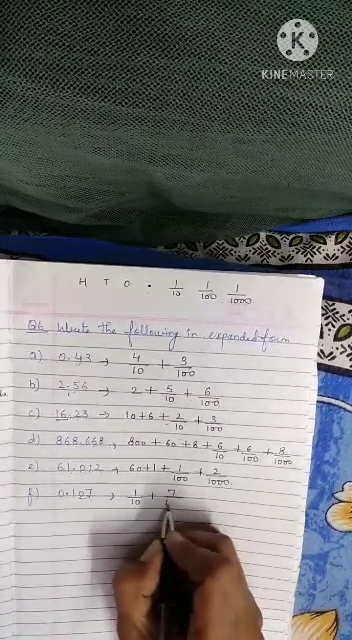 K
KINEMASTER
H T O . 1/10 1/100 1/1000
Q6 Write the following in expanded form
a) 0.43 → 4/10 + 3/100
b) 2.56 → 2 + 5/10 + 6/100
c) 16.23 → 10+6+ 2/10 + 3/100
d) 868.668, 800+60+8+ 6/10 + 6/100 + 8/1000
e) 61.012, 60+1+ 1/100 + 2/1000
f) 0.107, 1/10 + 7